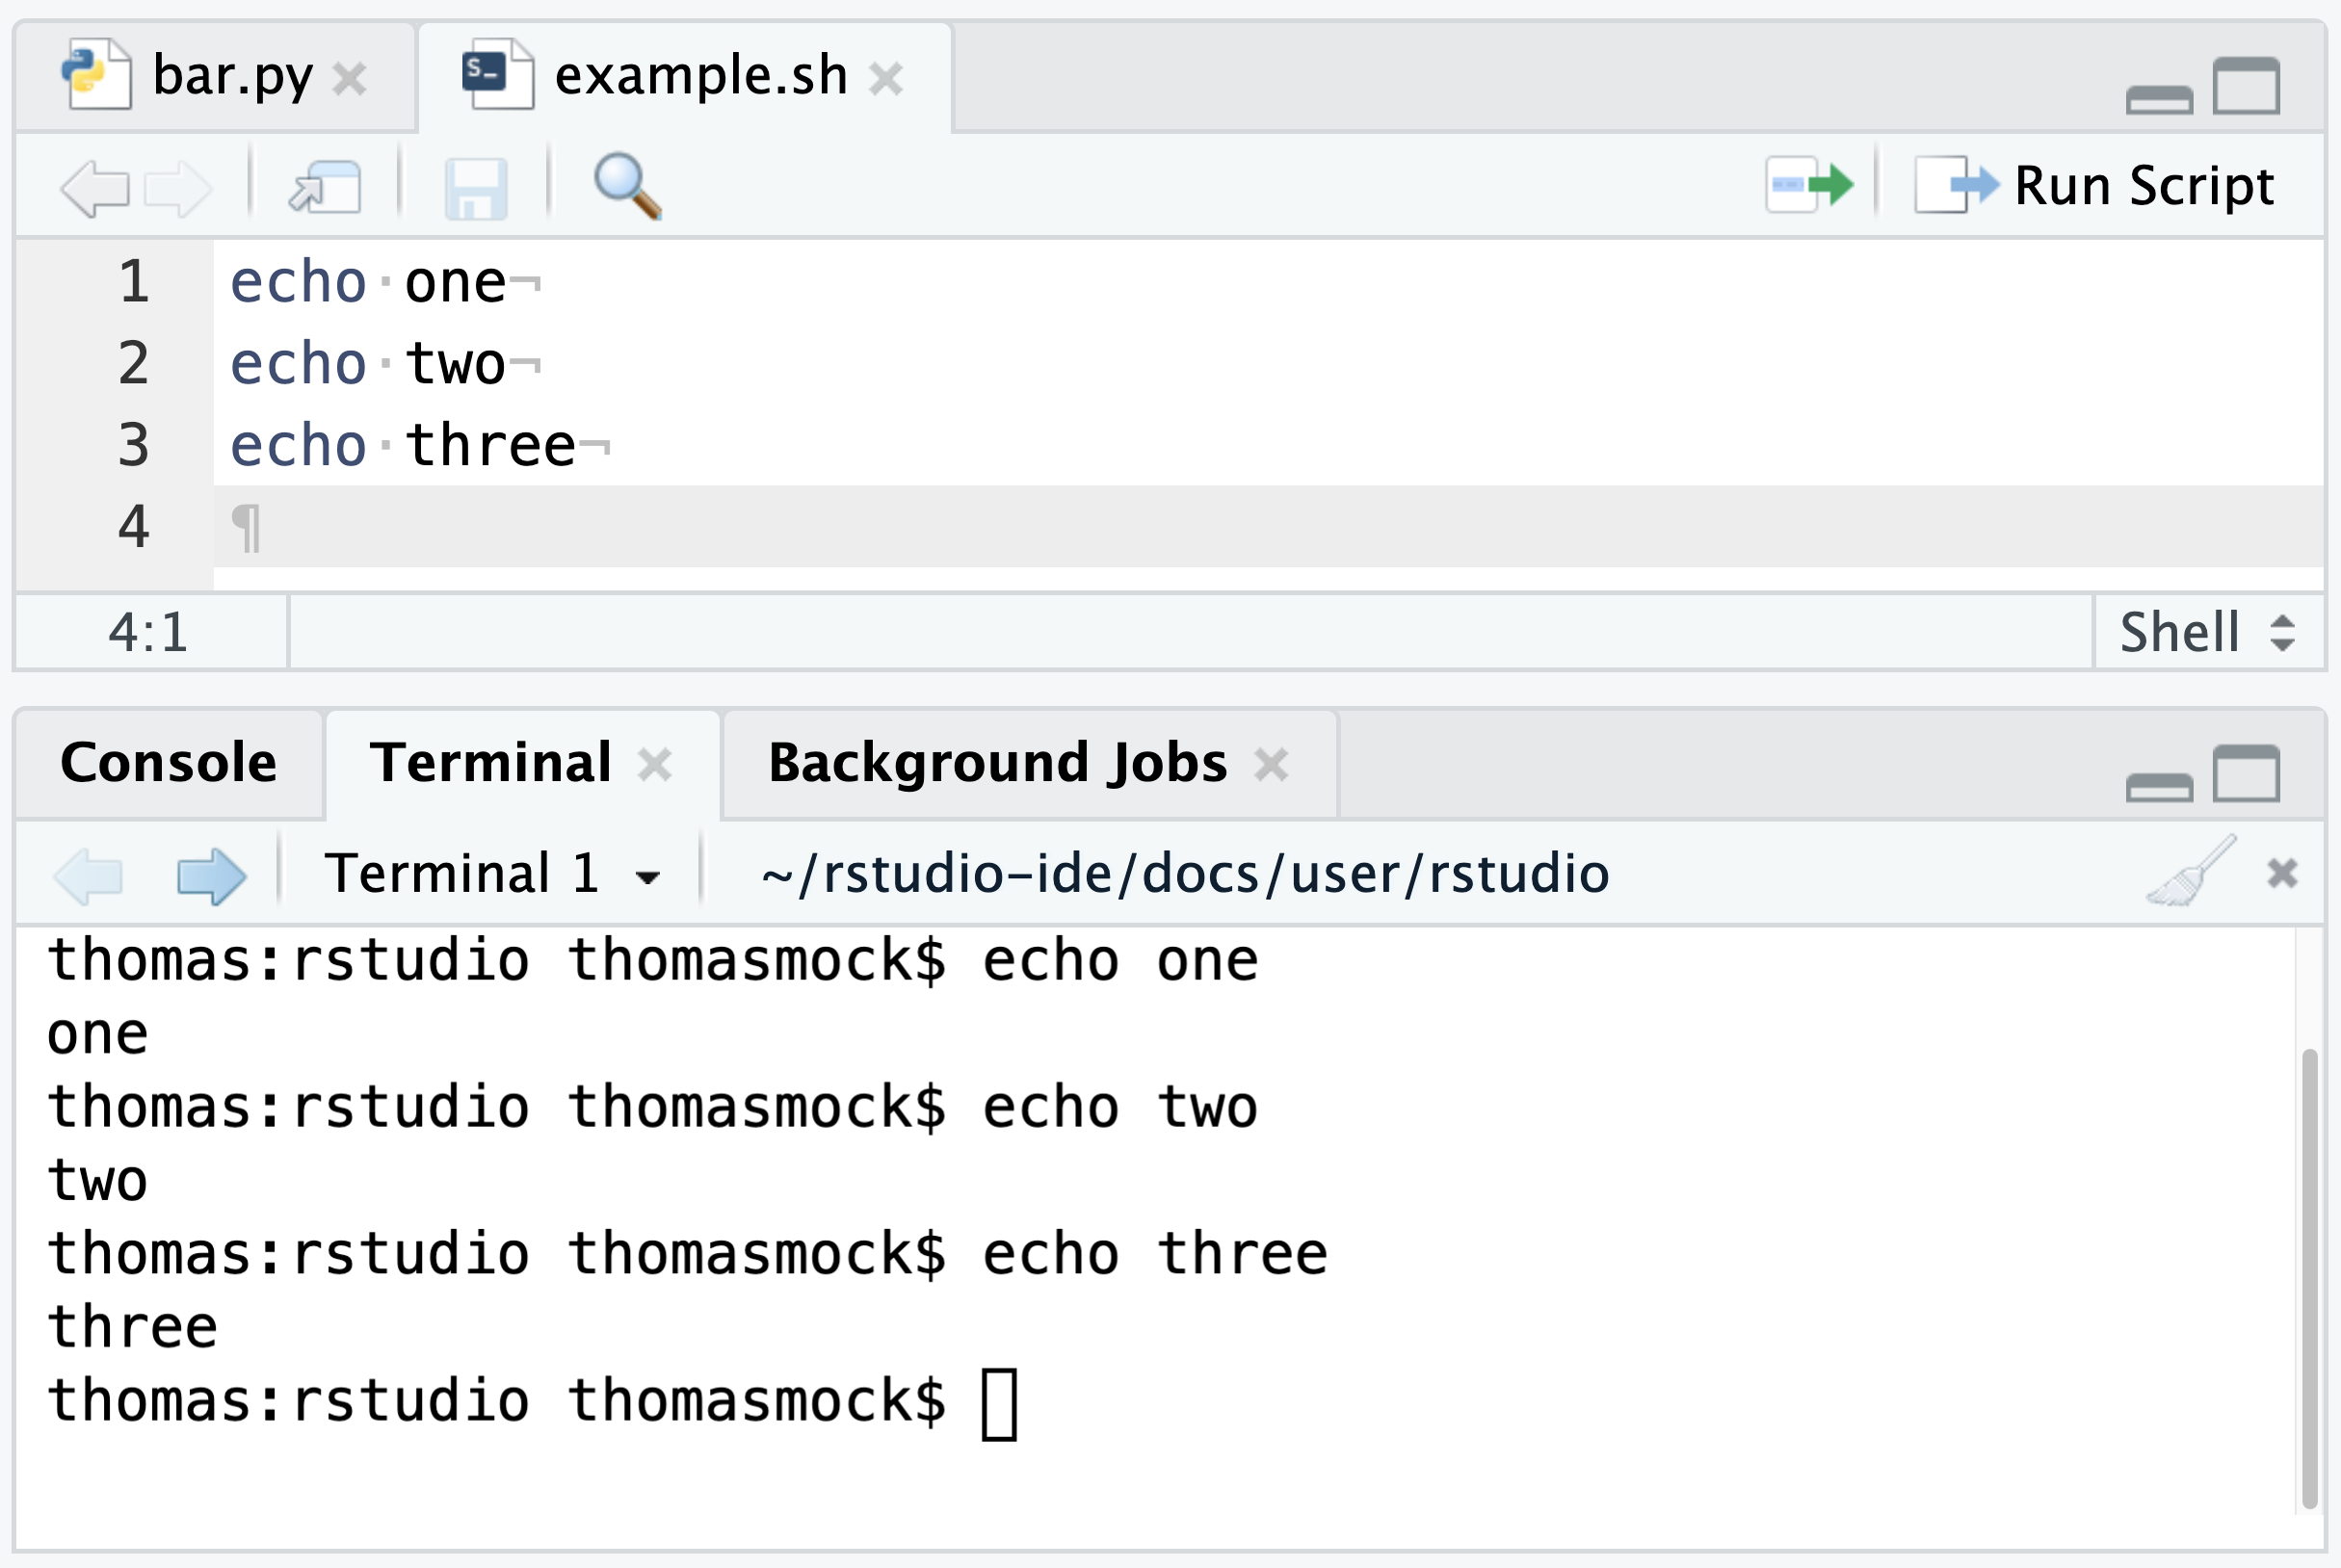 bar.py example.sh
Run Script
1 echo·one¬
2 echo·two¬
3 echo·three¬
4 ¶
4:1 Shell
Console Terminal Background Jobs
Terminal 1 ~/rstudio-ide/docs/user/rstudio
thomas:rstudio thomasmock$ echo one
one
thomas:rstudio thomasmock$ echo two
two
thomas:rstudio thomasmock$ echo three
three
thomas:rstudio thomasmock$